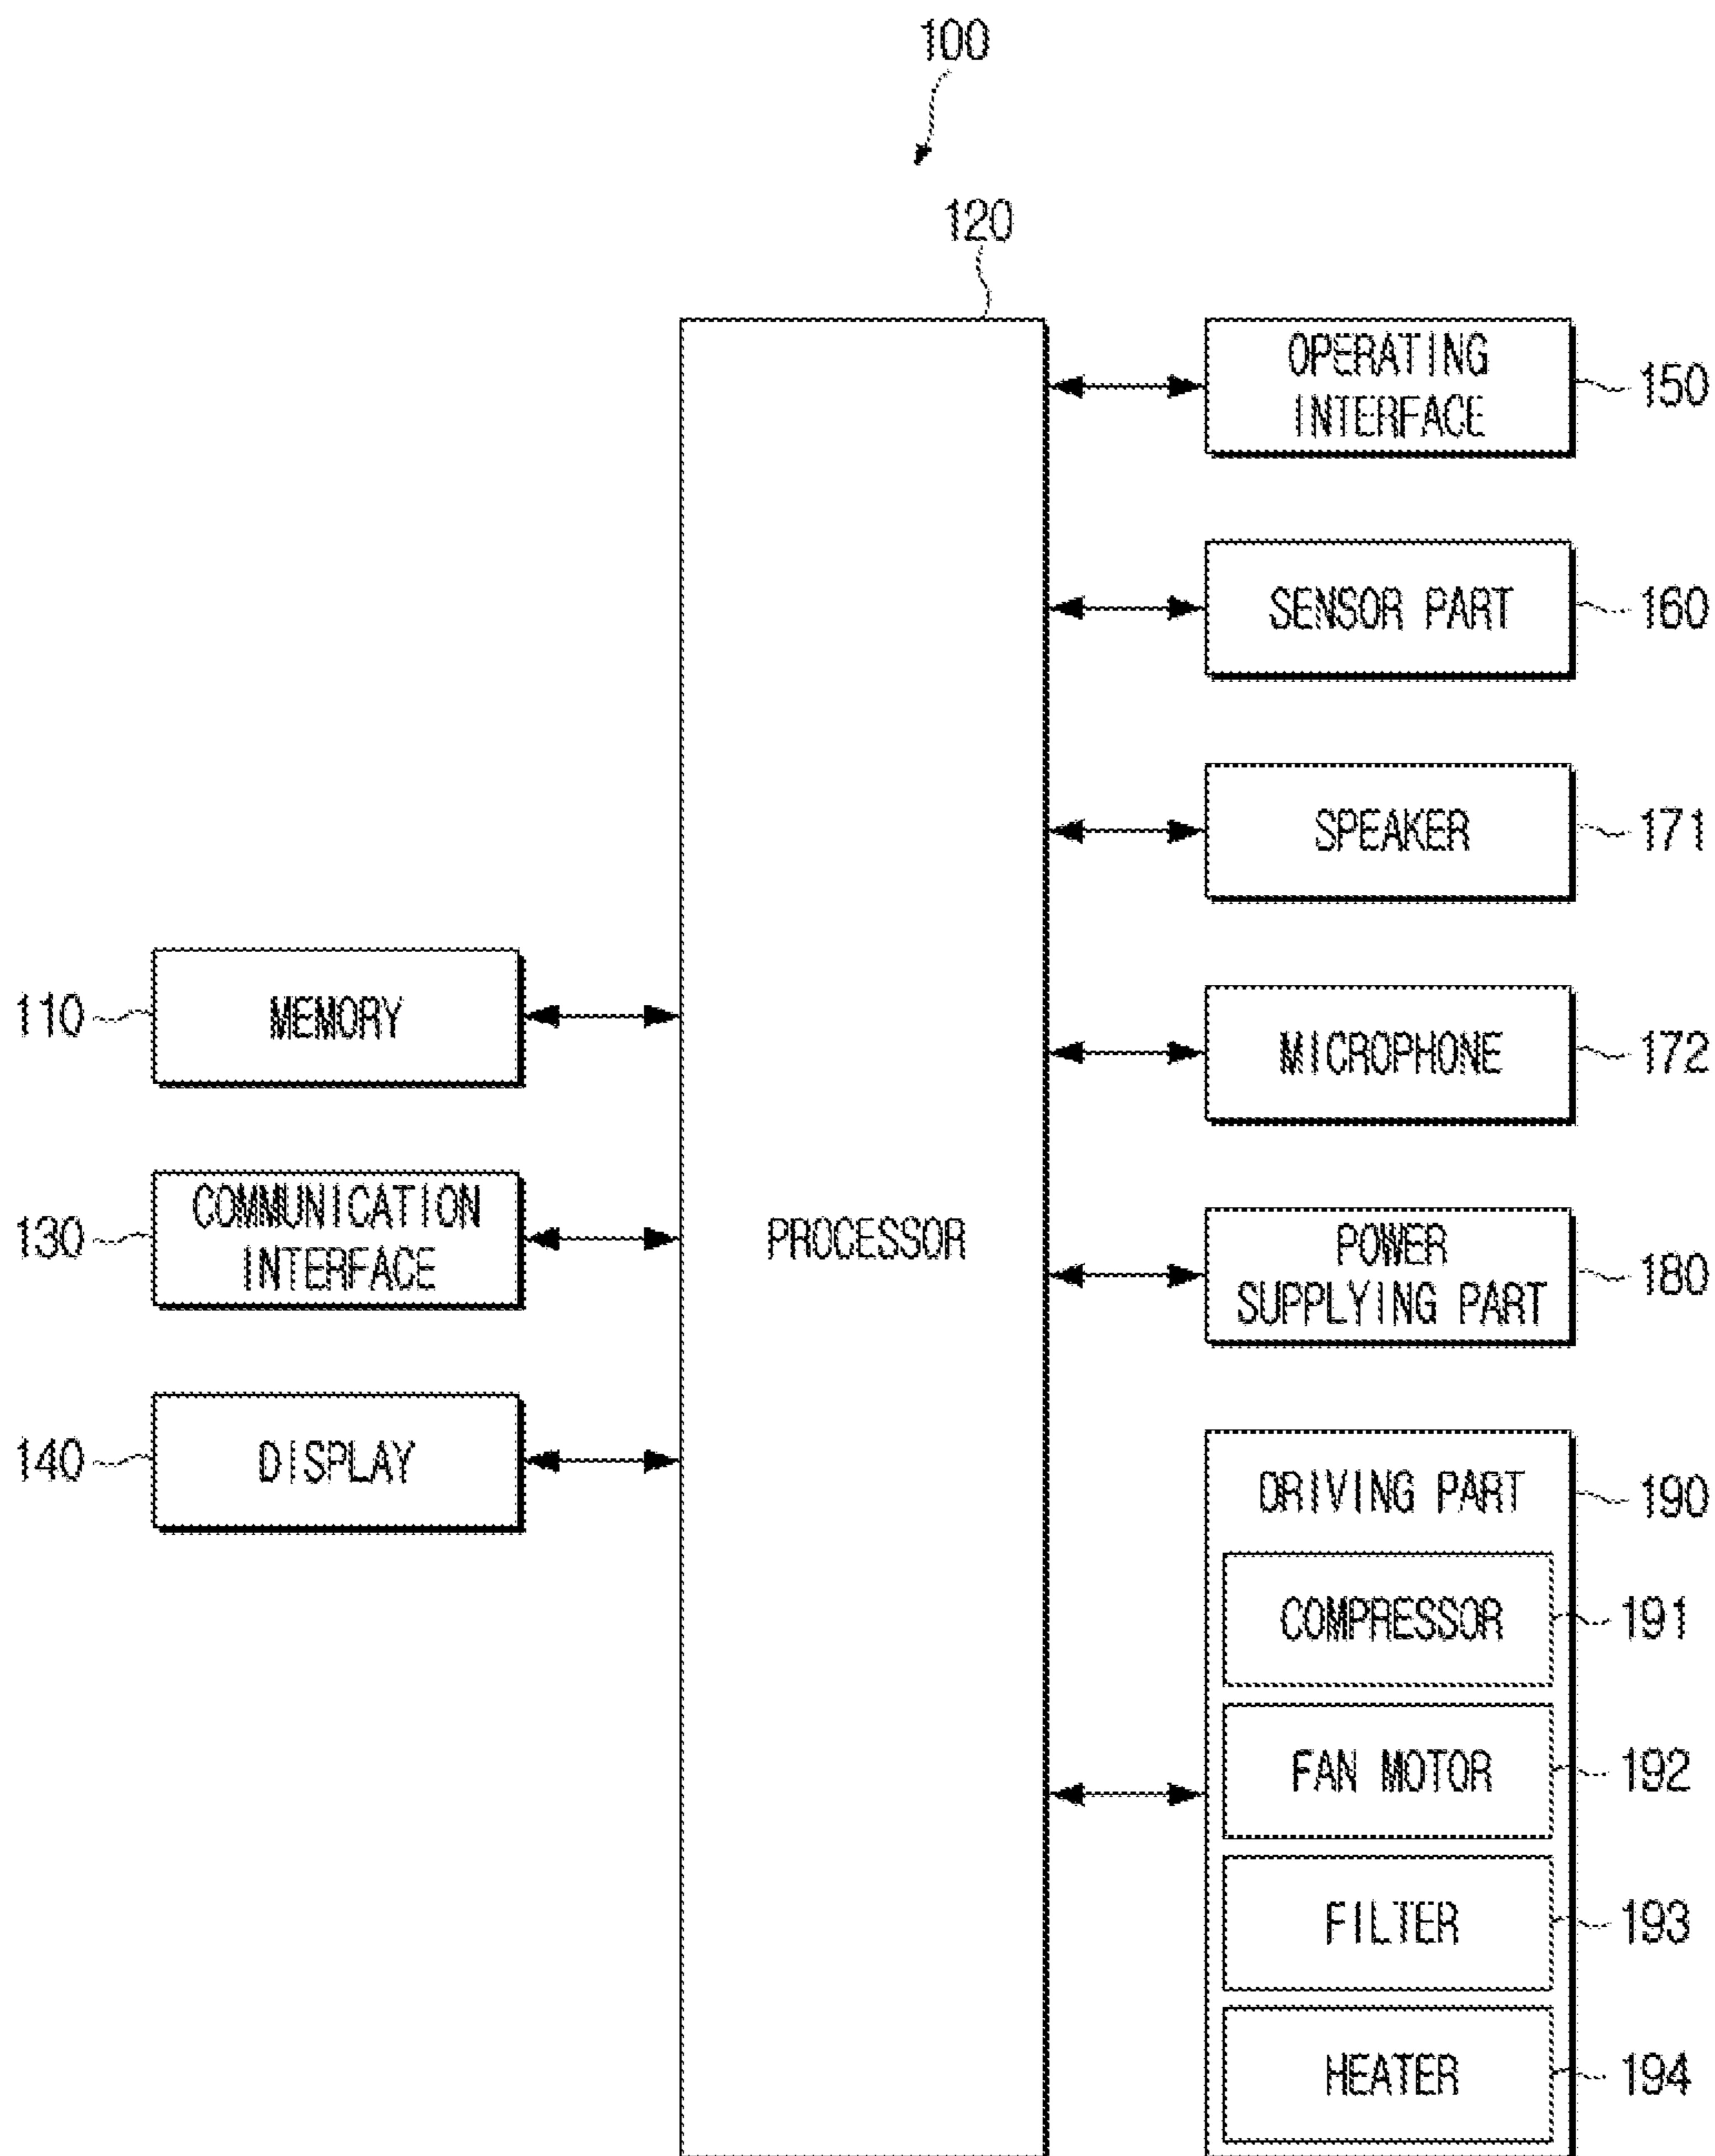 100
120
OPERATING
INTERFACE
150
SENSOR PART
160
SPEAKER
171
110
MEMORY
MICROPHONE
172
130
COMMUNICATION
INTERFACE
PROCESSOR
POWER
SUPPLYING PART
180
140
DISPLAY
DRIVING PART
190
COMPRESSOR
191
FAN MOTOR
192
FILTER
193
HEATER
194